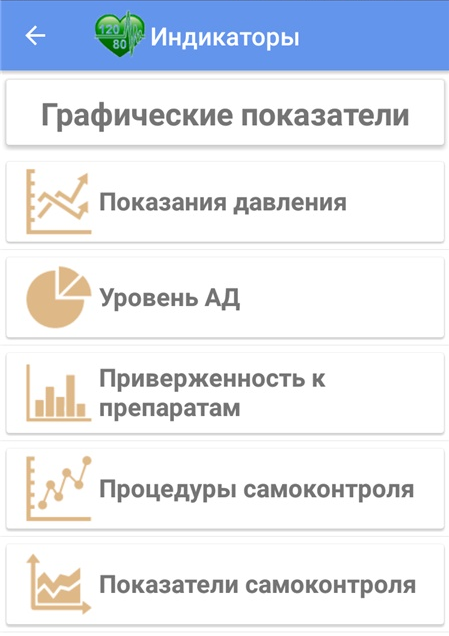 120
80
Индикаторы
Графические показатели
Показания давления
Уровень АД
Приверженность к
препаратам
Процедуры самоконтроля
Показатели самоконтроля